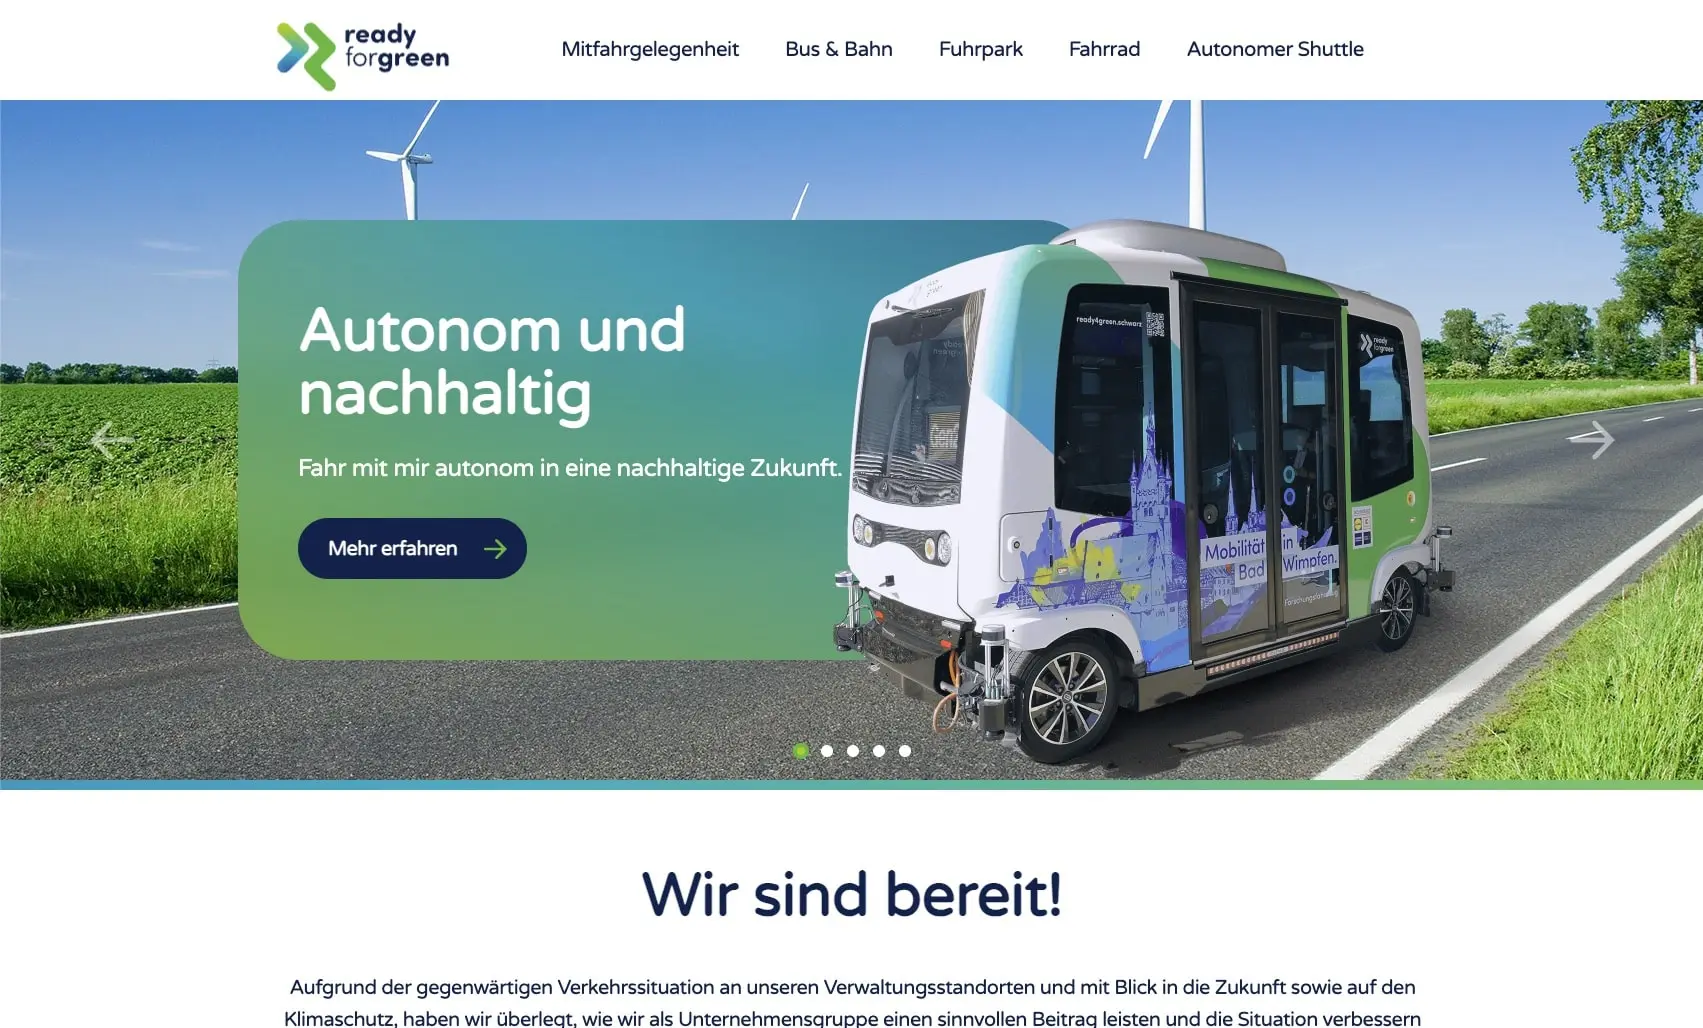 ready
forgreen
Mitfahrgelegenheit
Bus & Bahn
Fuhrpark
Fahrrad
Autonomer Shuttle
Autonom und
nachhaltig
Fahr mit mir autonom in eine nachhaltige Zukunft.
Mehr erfahren
ready4green.schwarz
ready
forgreen
Mobilität in
Bad Wimpfen.
Wir sind bereit!
Aufgrund der gegenwärtigen Verkehrssituation an unseren Verwaltungsstandorten und mit Blick in die Zukunft sowie auf den
Klimaschutz, haben wir überlegt, wie wir als Unternehmensgruppe einen sinnvollen Beitrag leisten und die Situation verbessern